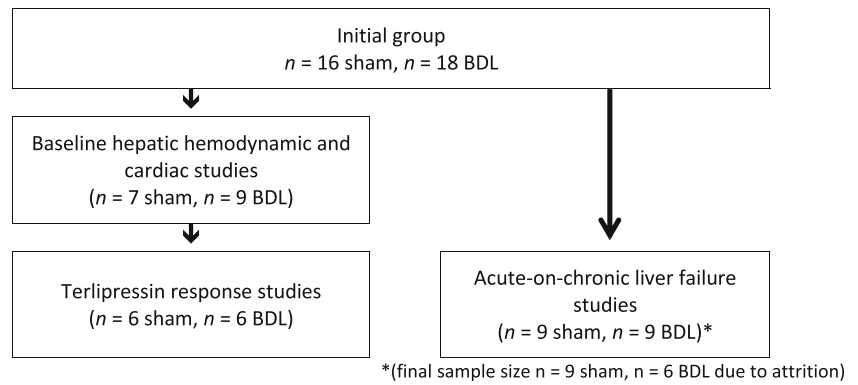 Initial group
n = 16 sham, n = 18 BDL
Baseline hepatic hemodynamic and
cardiac studies
(n = 7 sham, n = 9 BDL)
Terlipressin response studies
(n = 6 sham, n = 6 BDL)
Acute-on-chronic liver failure
studies
(n = 9 sham, n = 9 BDL)*
*(final sample size n = 9 sham, n = 6 BDL due to attrition)